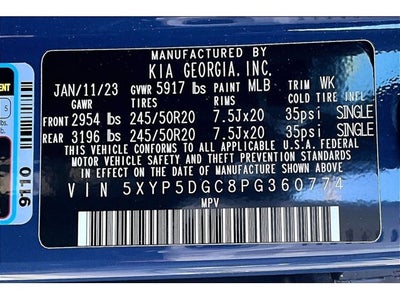 MANUFACTURED BY
KIA GEORGIA, INC.
JAN/11/23 GVWR 5917 lbs PAINT MLB TRIM WK
GAWR TIRES RIMS COLD TIRE INFL
FRONT 2954 lbs 245/50R20 7.5Jx20 35psi SINGLE
REAR 3196 lbs 245/50R20 7.5Jx20 35psi SINGLE
THIS VEHICLE CONFORMS TO ALL APPLICABLE U.S. FEDERAL
MOTOR VEHICLE SAFETY AND THEFT PREVENTION STANDARDS
IN EFFECT ON THE DATE OF MANUFACTURE SHOWN ABOVE.
VIN 5XYP5DGC8PG360774
MPV
5
9110